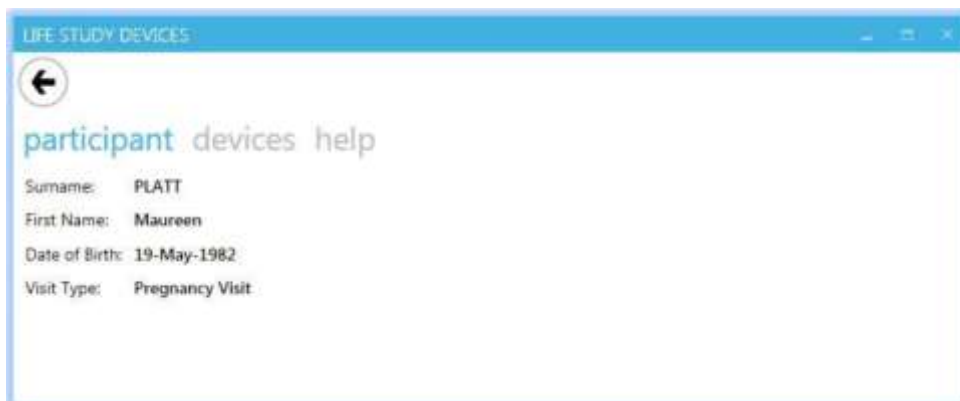 LIFE STUDY DEVICES
participant devices help
Surname: PLATT
First Name: Maureen
Date of Birth: 19-May-1982
Visit Type: Pregnancy Visit